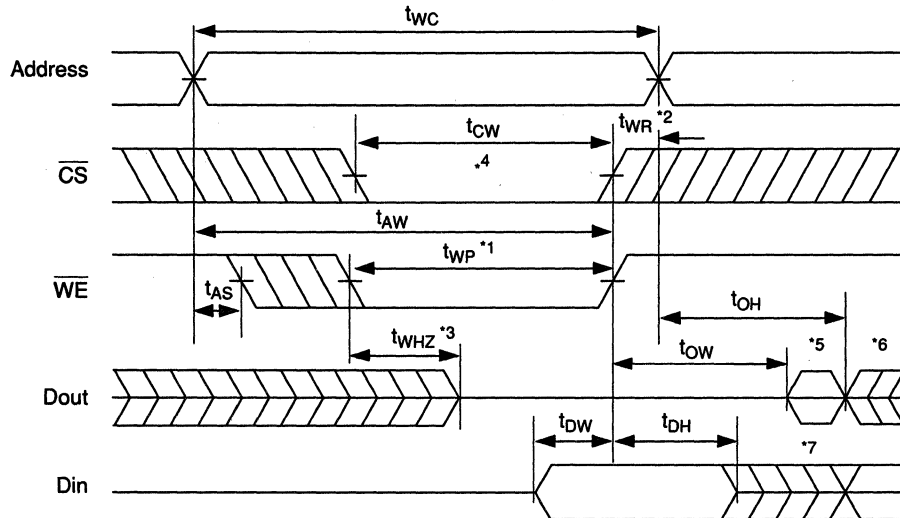 tWC
Address
tCW
tWR *2
CS
*4
tAW
tWP *1
WE
tAS
tOH
tWHZ *3
tOW
*5
*6
Dout
tDW
tDH
*7
Din